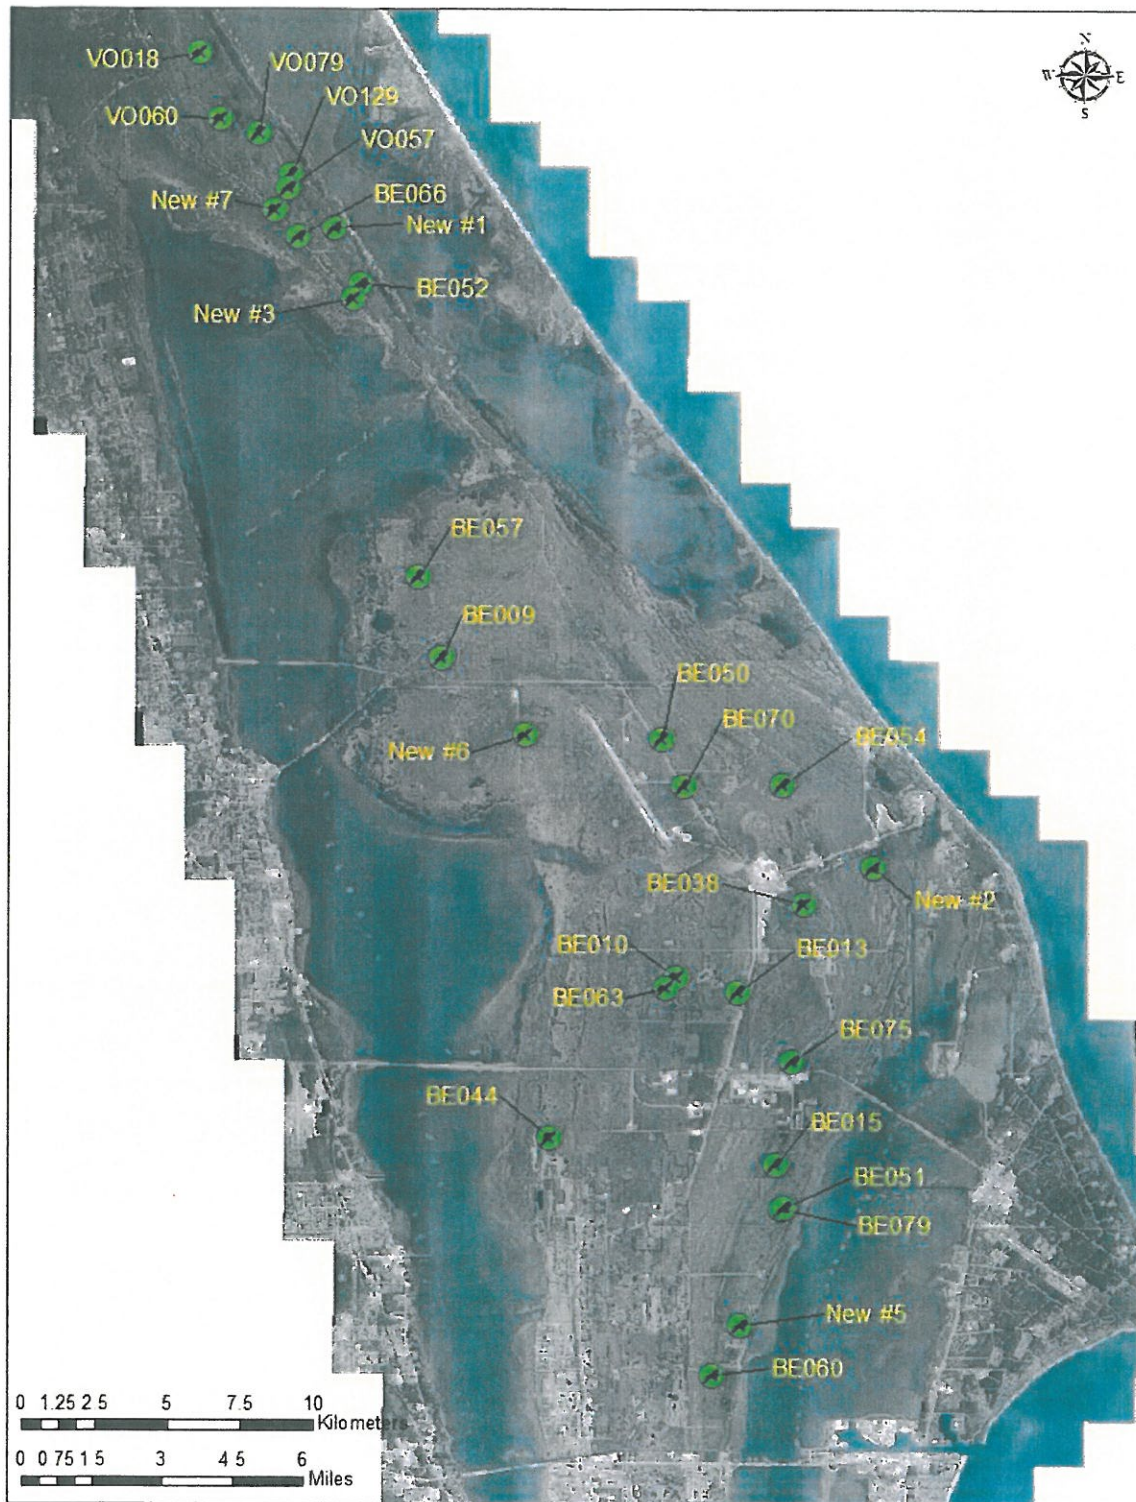 N
W E
S
VO018
VO079
VO129
VO060
VO057
New #7
BE066
New #1
BE052
New #3
BE057
BE009
BE050
BE070
New #6
BE054
BE038
New #2
BE010
BE013
BE063
BE075
BE044
BE015
BE051
BE079
New #5
BE060
0 1.25 2 5 5 7.5 10
Kilometers
0 0 75 1 5 3 4 5 6
Miles